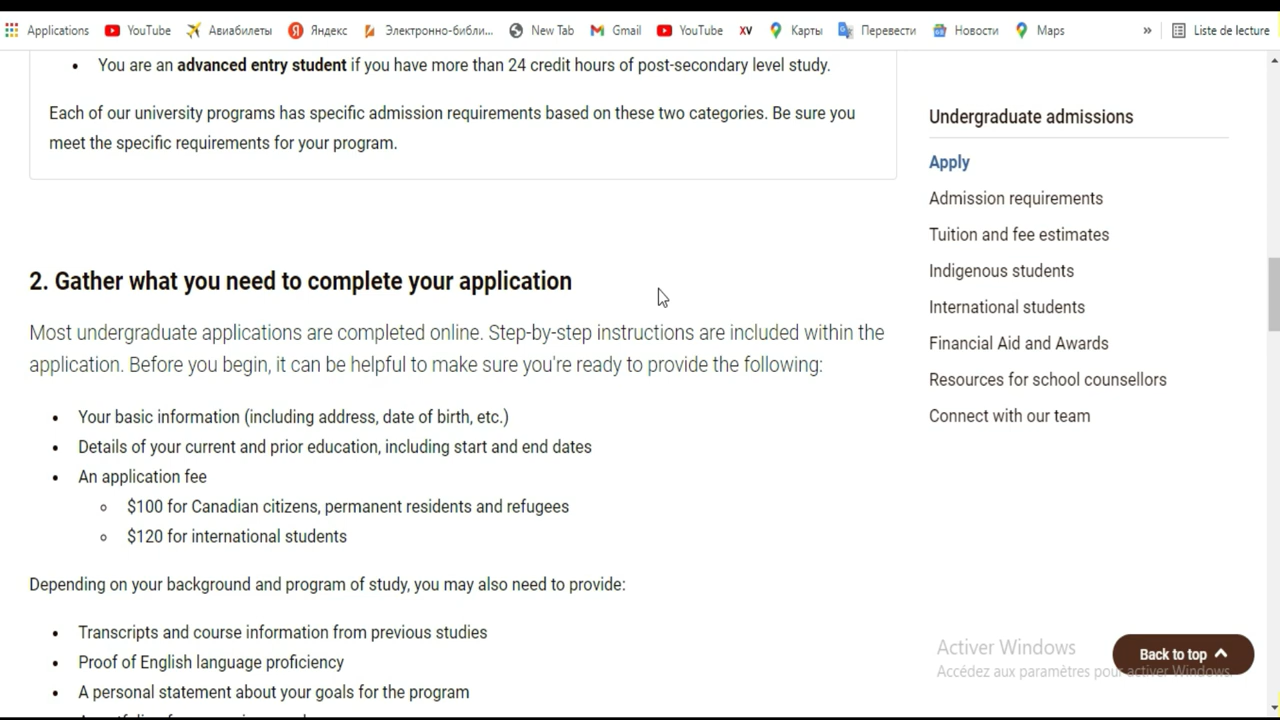 Applications YouTube Авиабилеты Яндекс Электронно-библи... New Tab Gmail YouTube XV Карты Перевести Новости Maps » Liste de lecture
• You are an advanced entry student if you have more than 24 credit hours of post-secondary level study.
Each of our university programs has specific admission requirements based on these two categories. Be sure you
meet the specific requirements for your program.
2. Gather what you need to complete your application
Most undergraduate applications are completed online. Step-by-step instructions are included within the
application. Before you begin, it can be helpful to make sure you're ready to provide the following:
• Your basic information (including address, date of birth, etc.)
• Details of your current and prior education, including start and end dates
• An application fee
○ $100 for Canadian citizens, permanent residents and refugees
○ $120 for international students
Depending on your background and program of study, you may also need to provide:
• Transcripts and course information from previous studies
• Proof of English language proficiency
• A personal statement about your goals for the program
Undergraduate admissions
Apply
Admission requirements
Tuition and fee estimates
Indigenous students
International students
Financial Aid and Awards
Resources for school counsellors
Connect with our team
Activer Windows
Accédez aux paramètres pour activer Windows.
Back to top